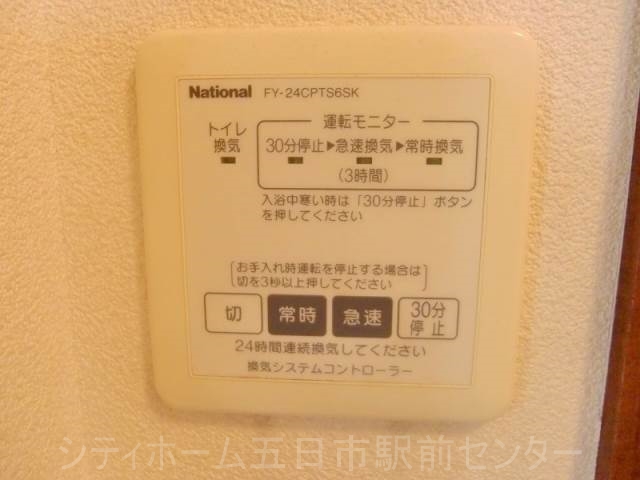 National FY-24CPTS6SK
運転モニター
トイレ
換気
30分停止▶急速換気▶常時換気
(3時間)
入浴中寒い時は「30分停止」ボタン
を押してください
お手入れ時運転を停止する場合は
切を3秒以上押してください
切 常時 急速 30分
停止
24時間連続換気してください
換気システムコントローラー
シティホーム五日市駅前センター